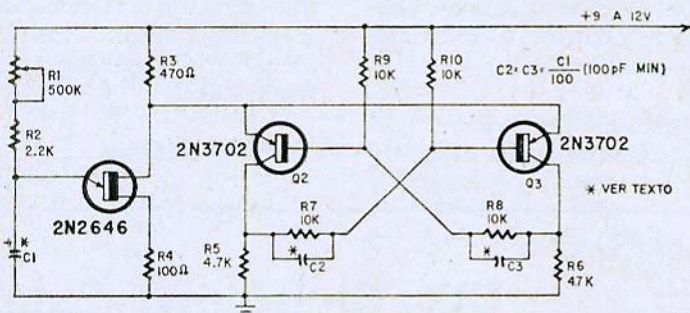 +9 A 12V
R1
500K
R2
2.2K
R3
470Ω
R9
10K
R10
10K
C2=C3=C1/100 (100pF MIN)
2N3702
Q2
2N3702
Q3
* VER TEXTO
2N2646
+ *
C1
R4
100Ω
R5
4.7K
R7
10K
*
C2
R8
10K
*
C3
R6
4.7K